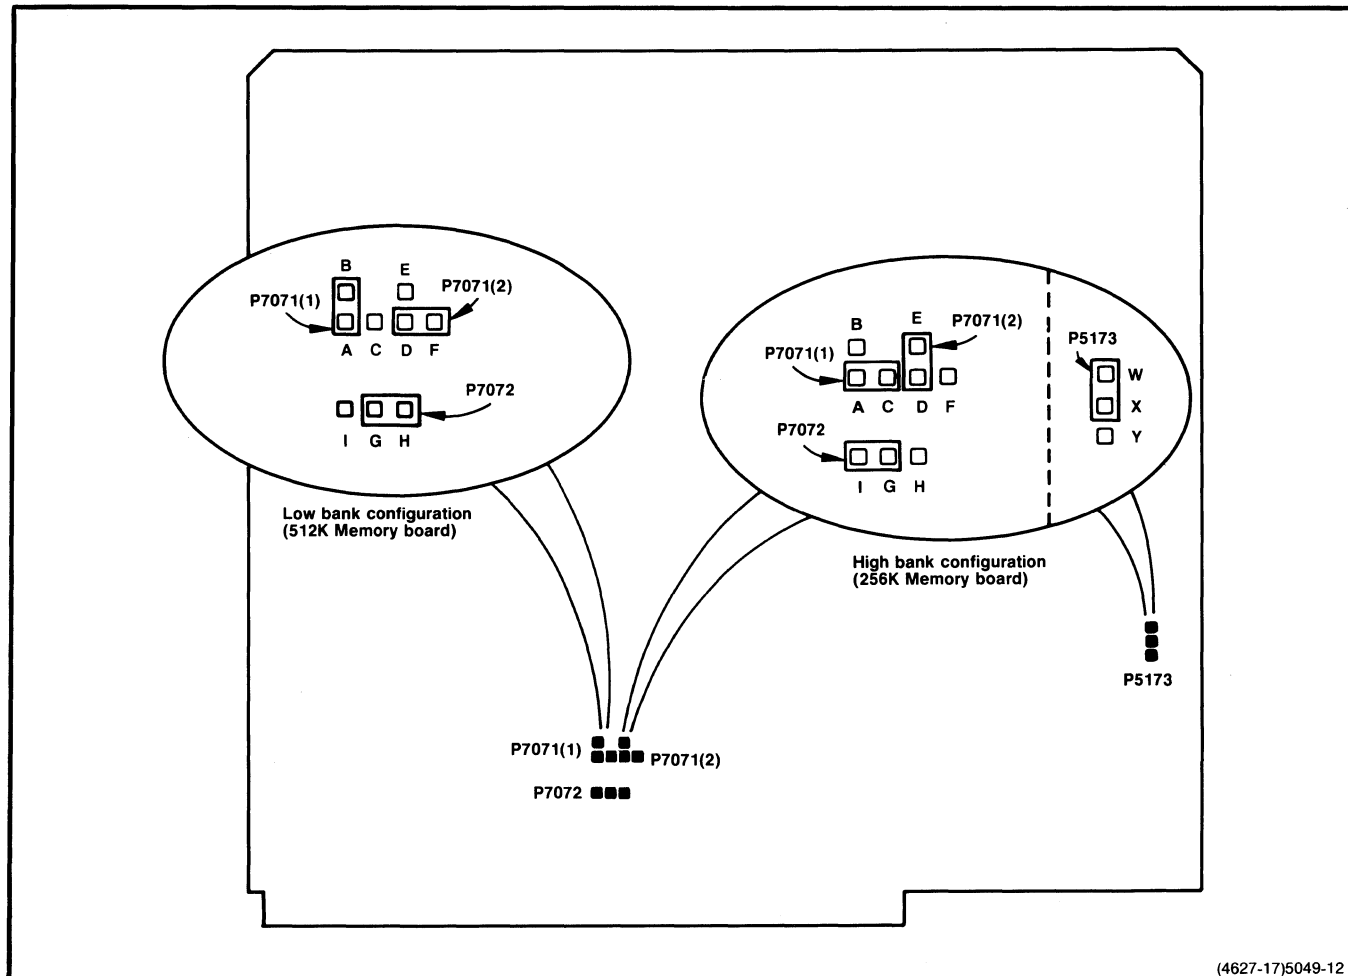 B E
P7071(1) P7071(2)
A C D F
P7072
I G H
Low bank configuration
(512K Memory board)
B E
P7071(1) P7071(2)
A C D F
P7072
I G H
P5173
W
X
Y
High bank configuration
(256K Memory board)
P5173
P7071(1) P7071(2)
P7072
(4627-17)5049-12